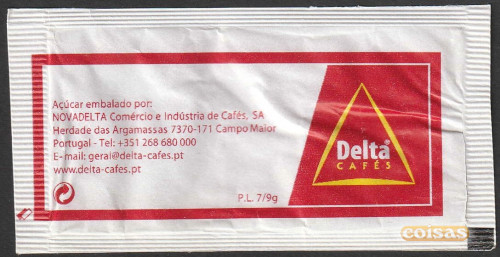 Açúcar embalado por:
NOVADELTA Comércio e Indústria de Cafés, SA
Herdade das Argamassas 7370-171 Campo Maior
Portugal - Tel: +351 268 680 000
E- mail: geral@delta-cafes.pt
www.delta-cafes.pt
P.L. 7/9g
Delta®
CAFÉS
coisas